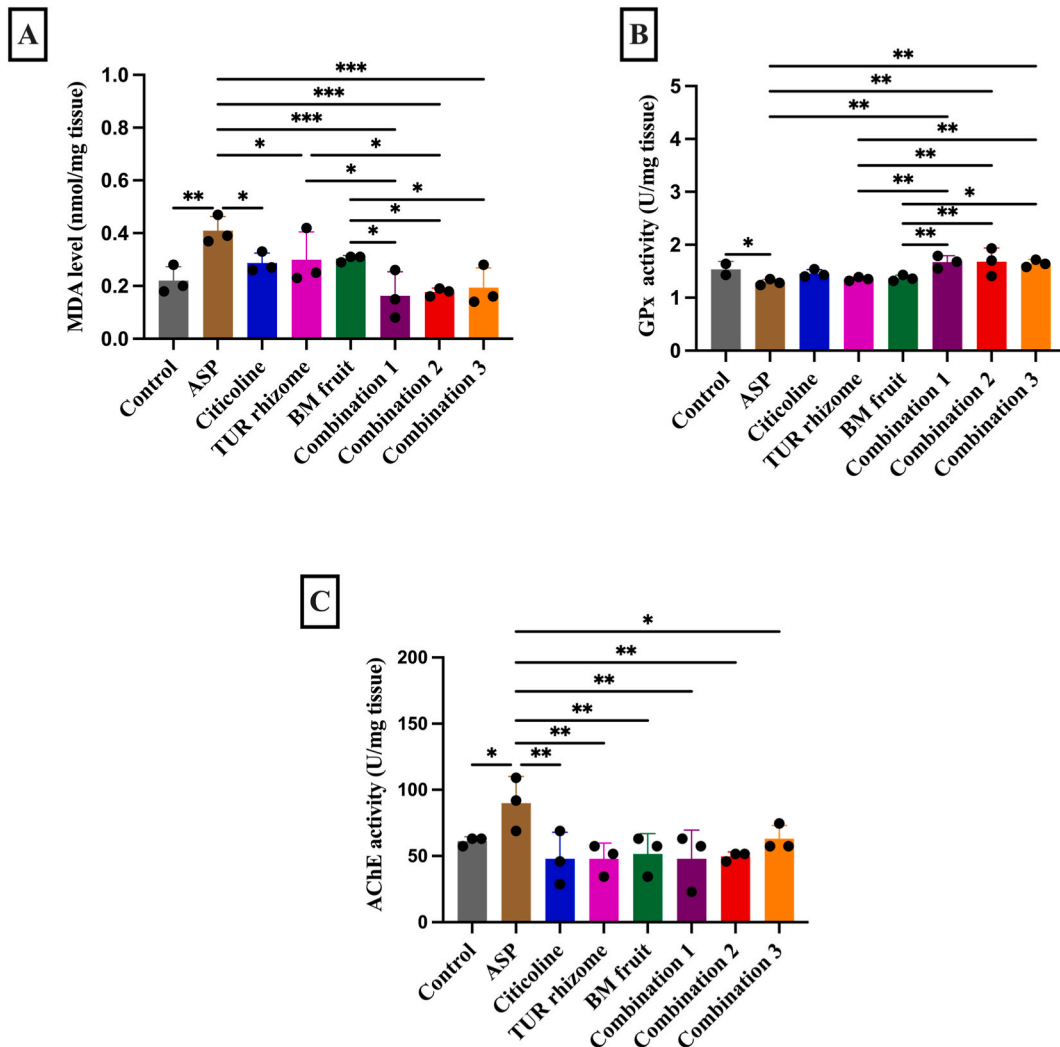 A
MDA level (nmol/mg tissue)
1.0
0.8
0.6
0.4
0.2
0.0
***
***
***
*
*
*
*
**
*
*
*
Control
ASP
Citicoline
TUR rhizome
BM fruit
Combination 1
Combination 2
Combination 3
B
GPx activity (U/mg tissue)
5
4
3
2
1
0
**
**
**
**
**
**
*
**
**
*
Control
ASP
Citicoline
TUR rhizome
BM fruit
Combination 1
Combination 2
Combination 3
C
AChE activity (U/mg tissue)
200
150
100
50
0
*
**
**
**
**
*
**
Control
ASP
Citicoline
TUR rhizome
BM fruit
Combination 1
Combination 2
Combination 3